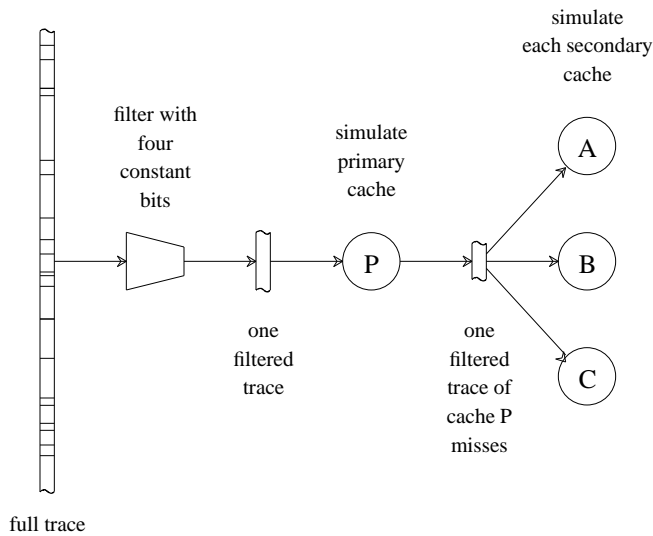 simulate
each secondary
cache
filter with
four
constant
bits
simulate
primary
cache
A
P
B
C
one
filtered
trace
one
filtered
trace of
cache P
misses
full trace